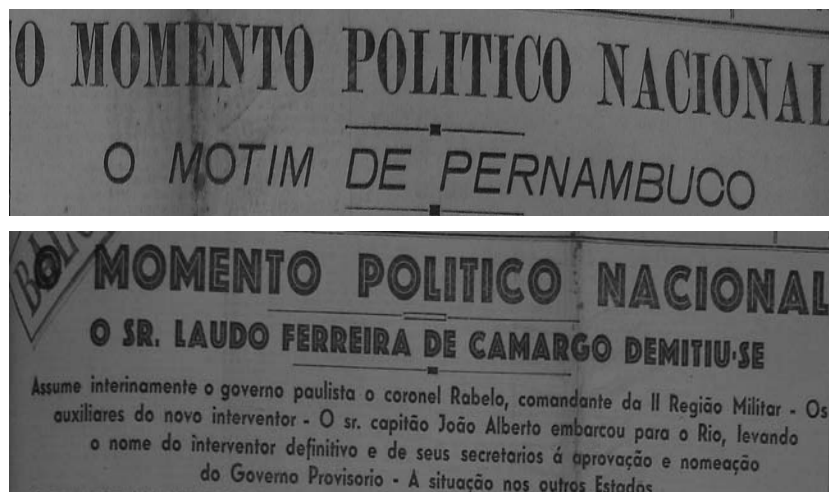 O MOMENTO POLITICO NACIONAL
O MOTIM DE PERNAMBUCO
O MOMENTO POLITICO NACIONAL
O SR. LAUDO FERREIRA DE CAMARGO DEMITIU-SE
Assume interinamente o governo paulista o coronel Rabelo, comandante da II Região Militar - Os
auxiliares do novo interventor - O sr. capitão João Alberto embarcou para o Rio, levando
o nome do interventor definitivo e de seus secretarios á aprovação e nomeação
do Governo Provisorio - A situação nos outros Estados